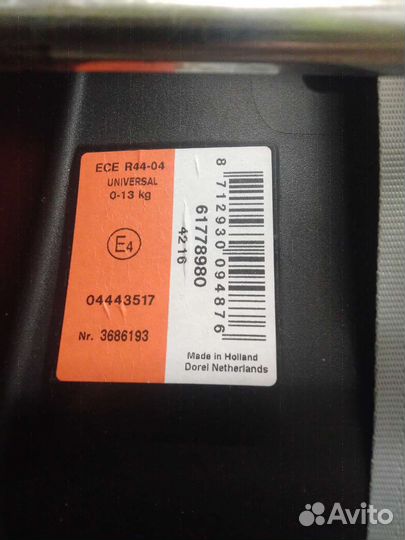 ECE R44-04
UNIVERSAL
0-13 kg
E4
04443517
Nr. 3686193
8 712930 094876
61778980
4216
Made in Holland
Dorel Netherlands
Avito